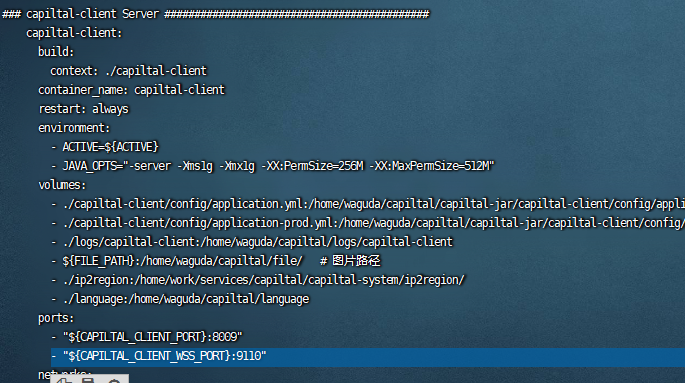 ### capiltal-client Server ############################################
capiltal-client:
build:
context: ./capiltal-client
container_name: capiltal-client
restart: always
environment:
- ACTIVE=${ACTIVE}
- JAVA_OPTS="-server -Xms1g -Xmx1g -XX:PermSize=256M -XX:MaxPermSize=512M"
volumes:
- ./capiltal-client/config/application.yml:/home/waguda/capiltal/capiltal-jar/capiltal-client/config/appli
- ./capiltal-client/config/application-prod.yml:/home/waguda/capiltal/capiltal-jar/capiltal-client/config/
- ./logs/capiltal-client:/home/waguda/capiltal/logs/capiltal-client
- ${FILE_PATH}:/home/waguda/capiltal/file/ # 图片路径
- ./ip2region:/home/work/services/capiltal/capiltal-system/ip2region/
- ./language:/home/waguda/capiltal/language
ports:
- "${CAPILTAL_CLIENT_PORT}:8009"
- "${CAPILTAL_CLIENT_WSS_PORT}:9110"